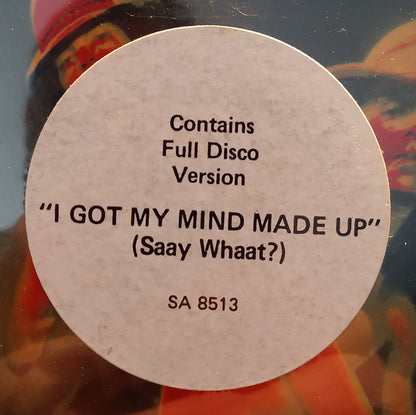 Contains
Full Disco
Version
"I GOT MY MIND MADE UP"
(Saay Whaat?)
SA 8513